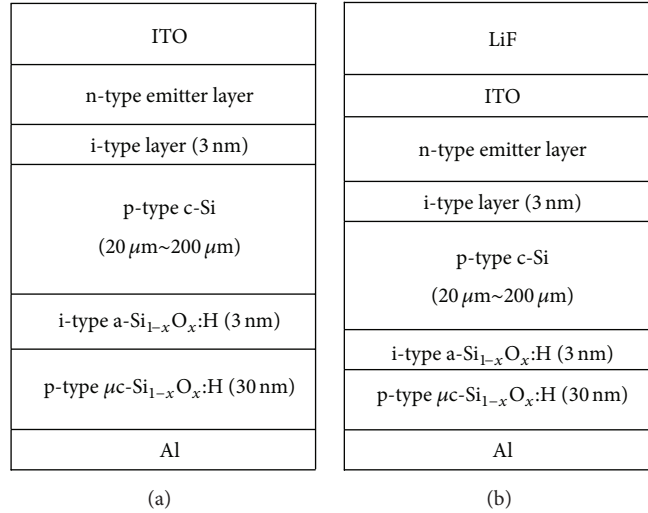 ITO
n-type emitter layer
i-type layer (3 nm)
p-type c-Si
(20 μm~200 μm)
i-type a-Si₁₋ₓOₓ:H (3 nm)
p-type μc-Si₁₋ₓOₓ:H (30 nm)
Al
(a)
LiF
ITO
n-type emitter layer
i-type layer (3 nm)
p-type c-Si
(20 μm~200 μm)
i-type a-Si₁₋ₓOₓ:H (3 nm)
p-type μc-Si₁₋ₓOₓ:H (30 nm)
Al
(b)